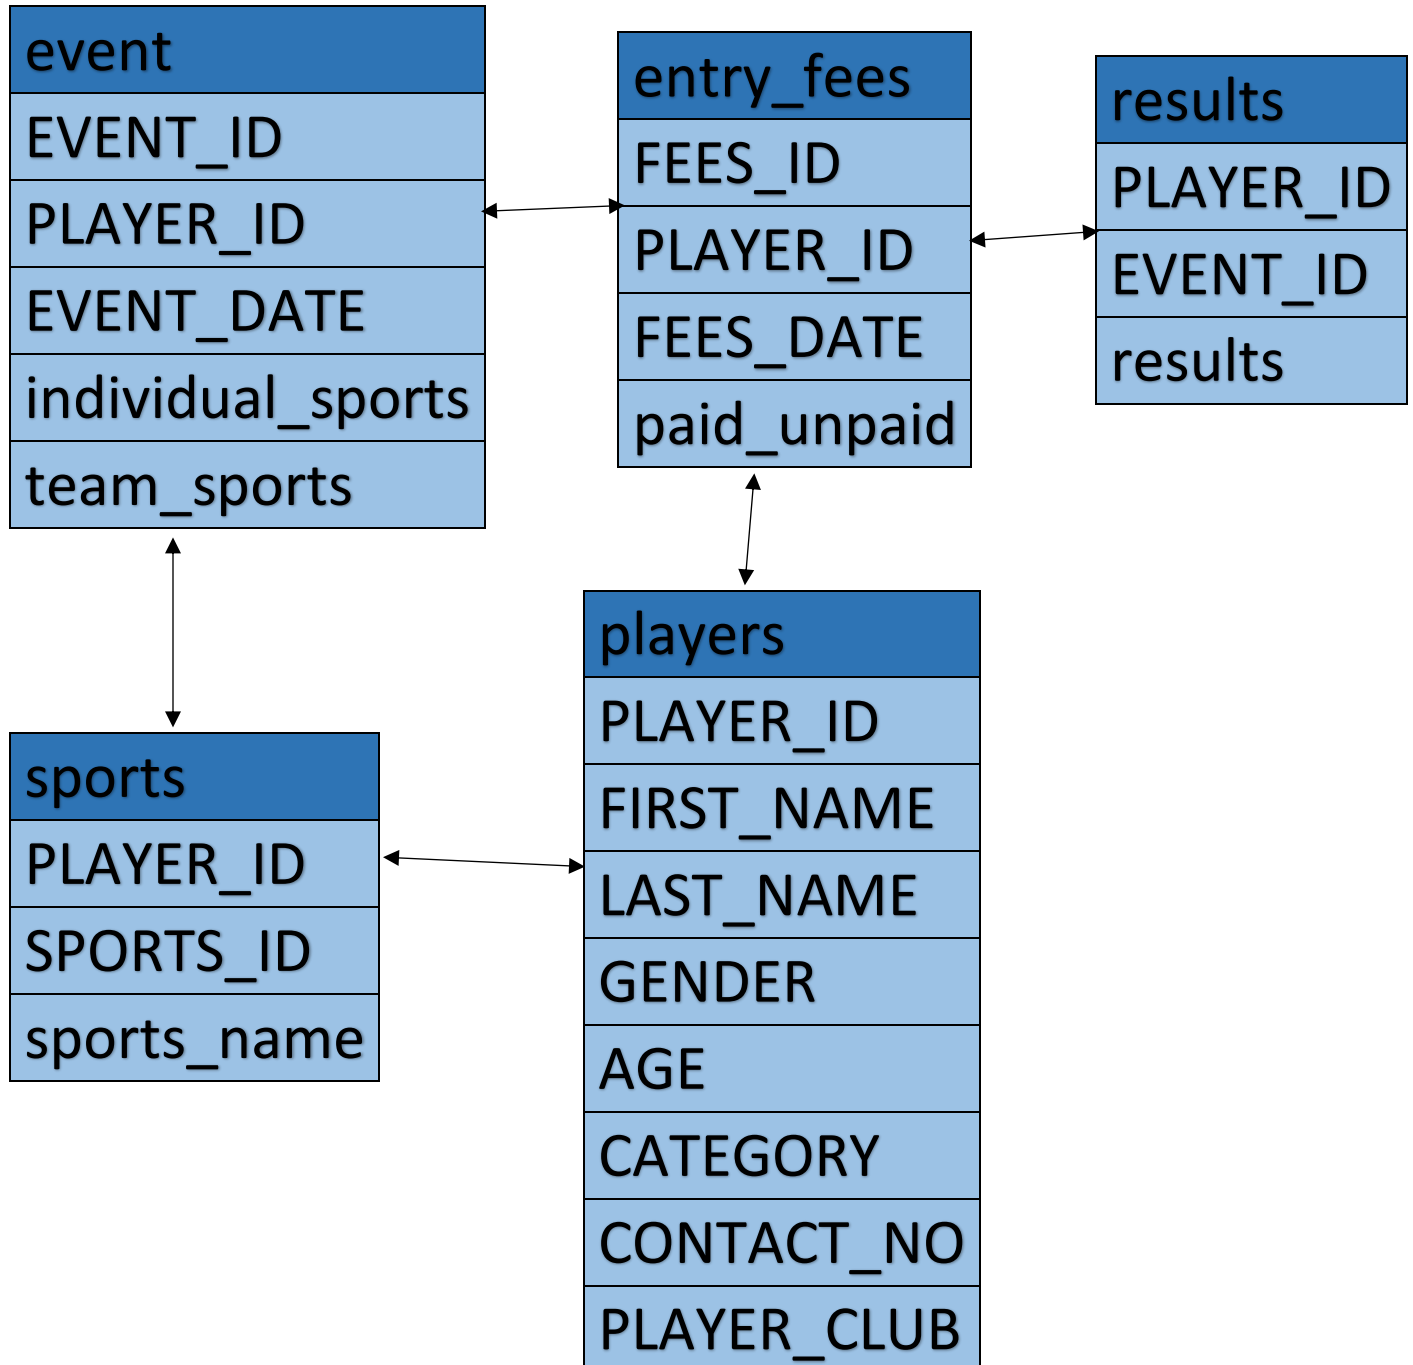 event
EVENT_ID
PLAYER_ID
EVENT_DATE
individual_sports
team_sports
entry_fees
FEES_ID
PLAYER_ID
FEES_DATE
paid_unpaid
results
PLAYER_ID
EVENT_ID
results
sports
PLAYER_ID
SPORTS_ID
sports_name
players
PLAYER_ID
FIRST_NAME
LAST_NAME
GENDER
AGE
CATEGORY
CONTACT_NO
PLAYER_CLUB